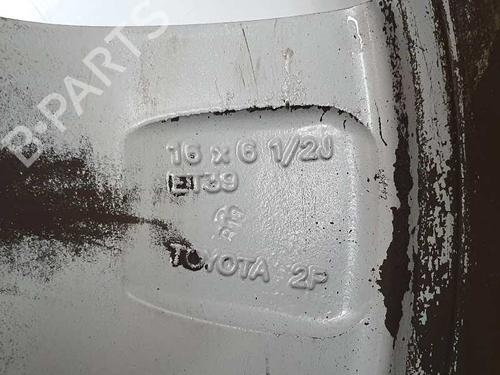 B-PARTS
16 x 6 1/2J
ET39
TOYOTA 2P